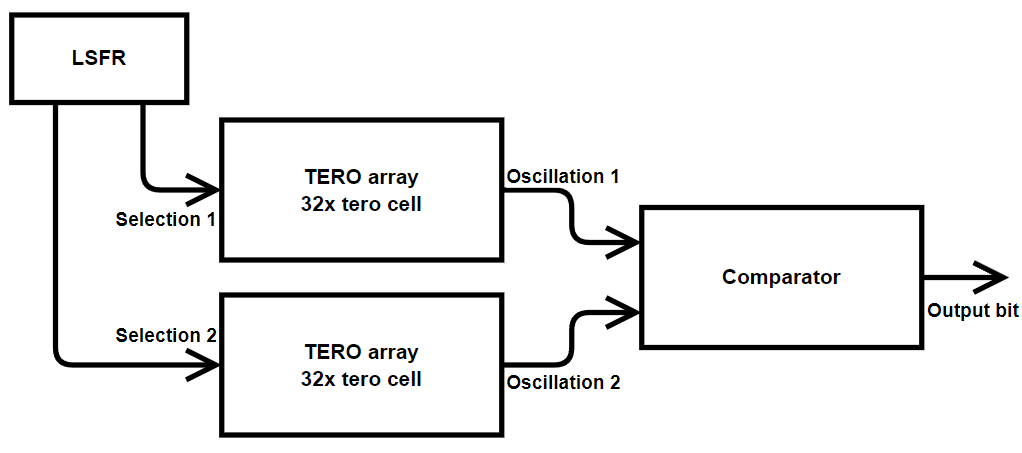 LSFR
TERO array
32x tero cell
Oscillation 1
Selection 1
Comparator
Output bit
Selection 2
TERO array
32x tero cell
Oscillation 2